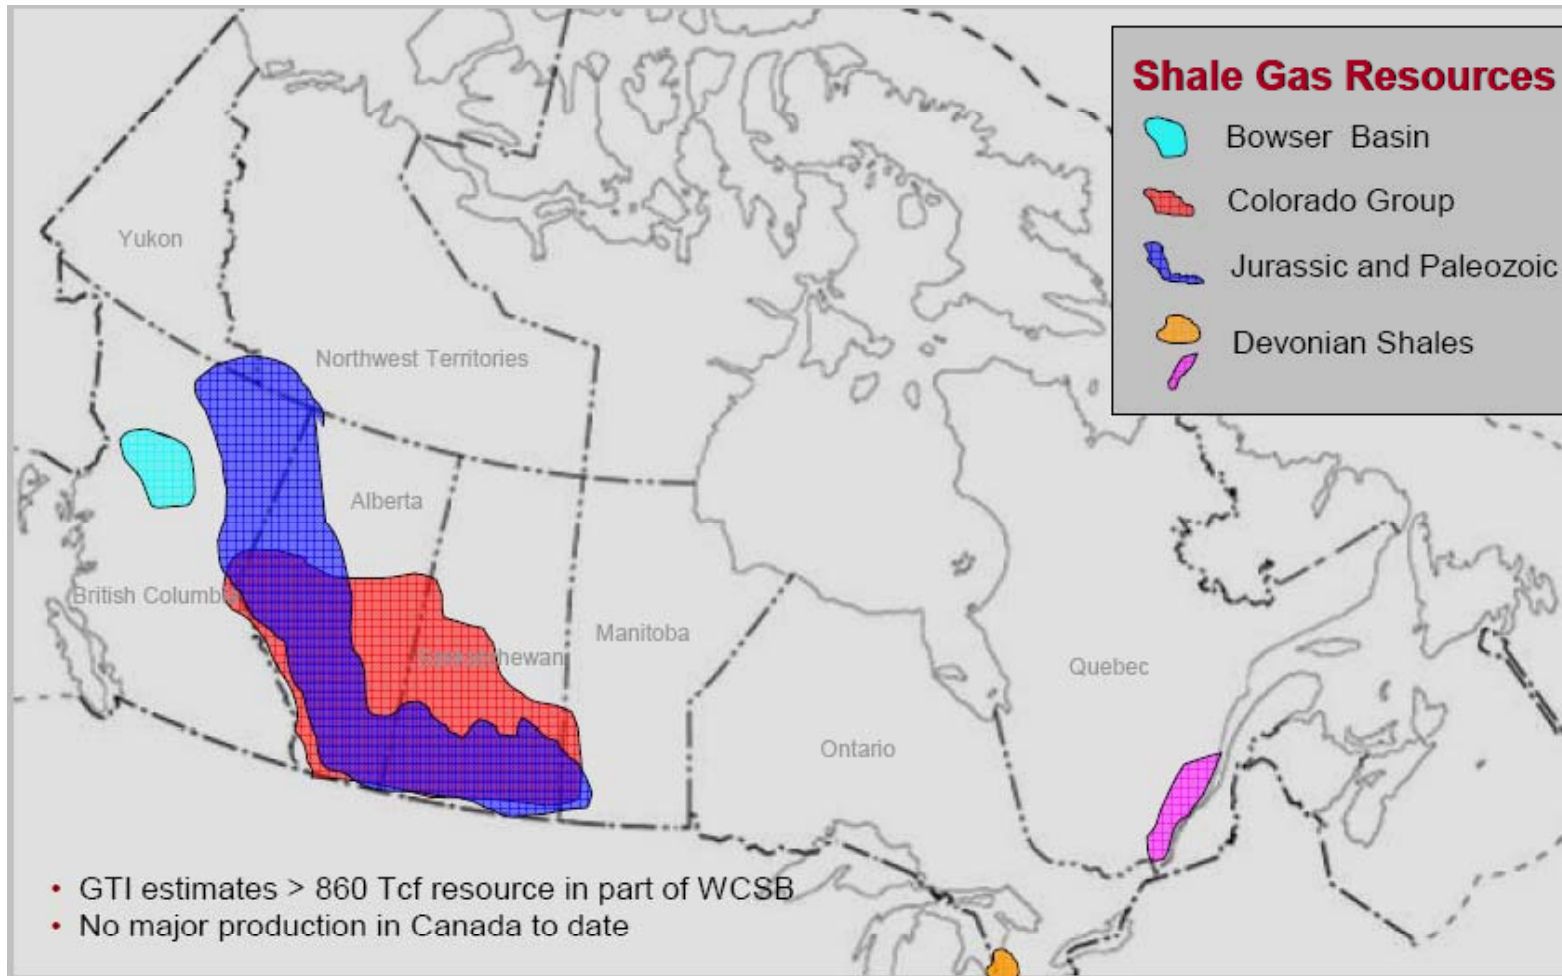 Shale Gas Resources
Bowser Basin
Colorado Group
Jurassic and Paleozoic
Devonian Shales
Yukon
Northwest Territories
Alberta
British Columbia
Saskatchewan
Manitoba
Quebec
Ontario
• GTI estimates > 860 Tcf resource in part of WCSB
• No major production in Canada to date